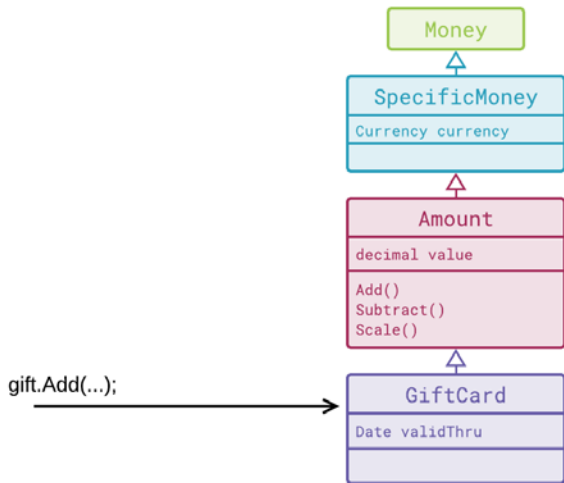 Money
SpecificMoney
Currency currency
Amount
decimal value
Add()
Subtract()
Scale()
gift.Add(...);
GiftCard
Date validThru